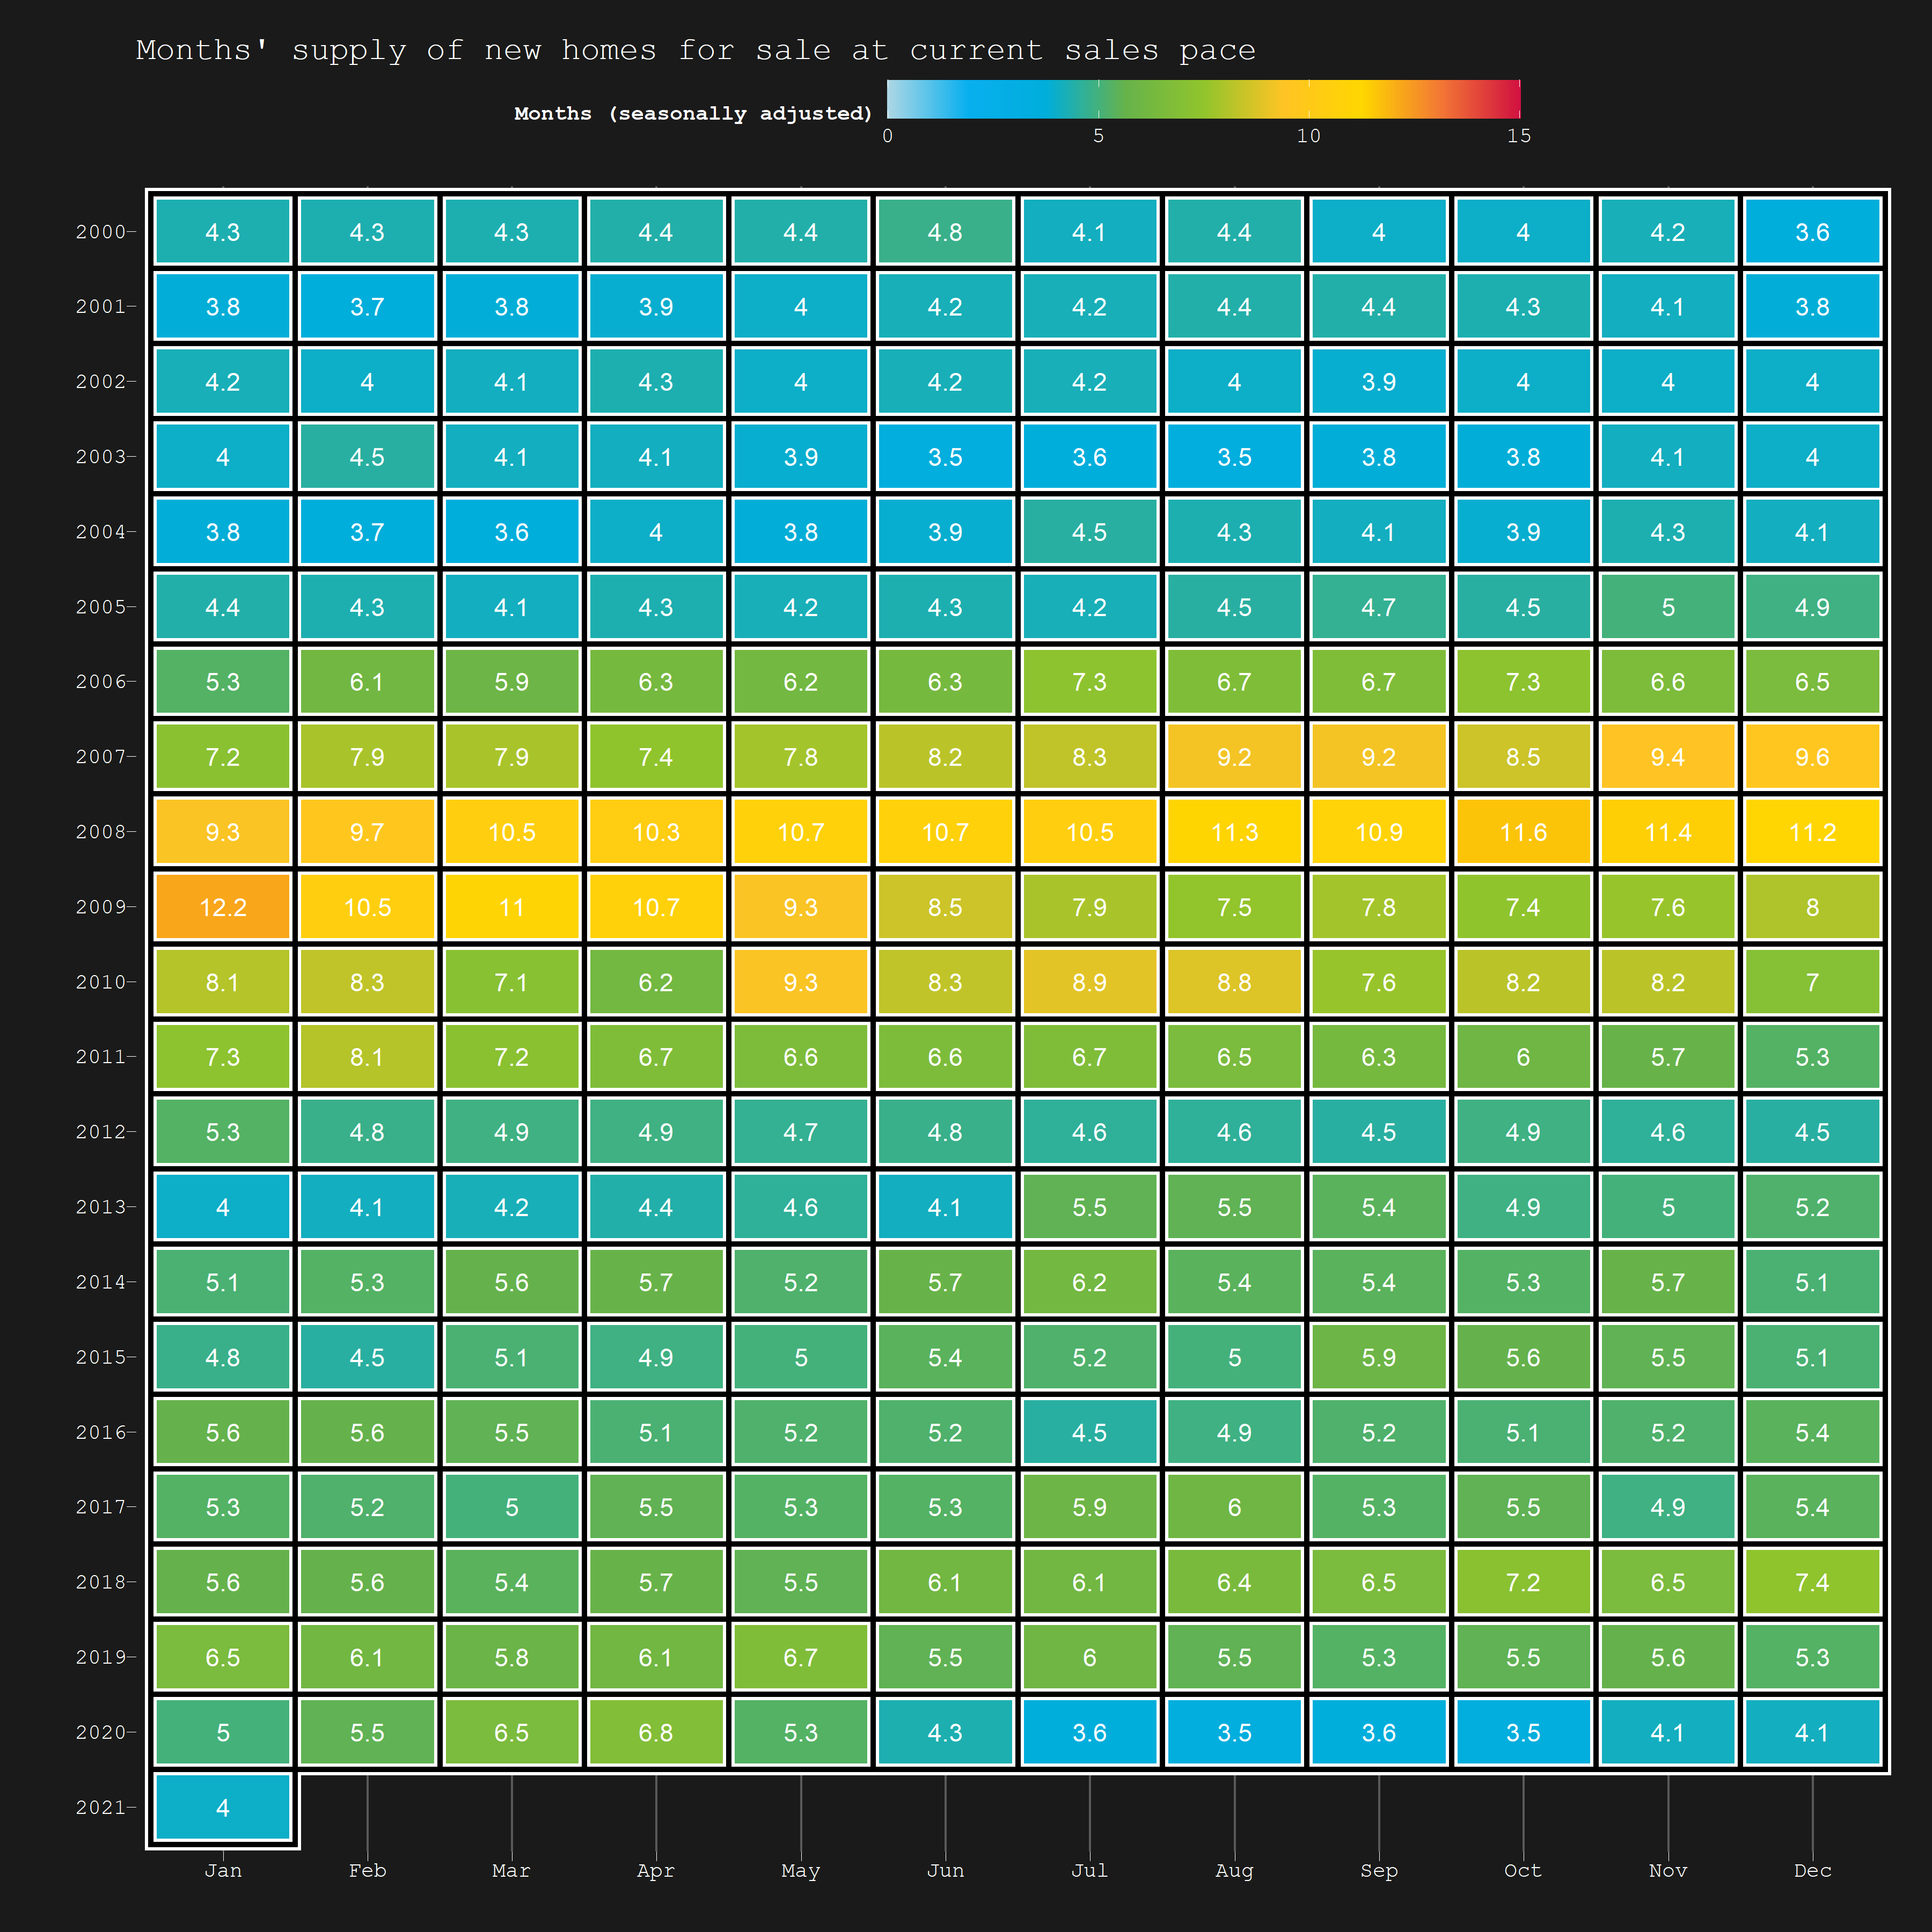 Months' supply of new homes for sale at current sales pace
Months (seasonally adjusted)
0 5 10 15
2000 4.3 4.3 4.3 4.4 4.4 4.8 4.1 4.4 4 4 4.2 3.6
2001 3.8 3.7 3.8 3.9 4 4.2 4.2 4.4 4.4 4.3 4.1 3.8
2002 4.2 4 4.1 4.3 4 4.2 4.2 4 3.9 4 4 4
2003 4 4.5 4.1 4.1 3.9 3.5 3.6 3.5 3.8 3.8 4.1 4
2004 3.8 3.7 3.6 4 3.8 3.9 4.5 4.3 4.1 3.9 4.3 4.1
2005 4.4 4.3 4.1 4.3 4.2 4.3 4.2 4.5 4.7 4.5 5 4.9
2006 5.3 6.1 5.9 6.3 6.2 6.3 7.3 6.7 6.7 7.3 6.6 6.5
2007 7.2 7.9 7.9 7.4 7.8 8.2 8.3 9.2 9.2 8.5 9.4 9.6
2008 9.3 9.7 10.5 10.3 10.7 10.7 10.5 11.3 10.9 11.6 11.4 11.2
2009 12.2 10.5 11 10.7 9.3 8.5 7.9 7.5 7.8 7.4 7.6 8
2010 8.1 8.3 7.1 6.2 9.3 8.3 8.9 8.8 7.6 8.2 8.2 7
2011 7.3 8.1 7.2 6.7 6.6 6.6 6.7 6.5 6.3 6 5.7 5.3
2012 5.3 4.8 4.9 4.9 4.7 4.8 4.6 4.6 4.5 4.9 4.6 4.5
2013 4 4.1 4.2 4.4 4.6 4.1 5.5 5.5 5.4 4.9 5 5.2
2014 5.1 5.3 5.6 5.7 5.2 5.7 6.2 5.4 5.4 5.3 5.7 5.1
2015 4.8 4.5 5.1 4.9 5 5.4 5.2 5 5.9 5.6 5.5 5.1
2016 5.6 5.6 5.5 5.1 5.2 5.2 4.5 4.9 5.2 5.1 5.2 5.4
2017 5.3 5.2 5 5.5 5.3 5.3 5.9 6 5.3 5.5 4.9 5.4
2018 5.6 5.6 5.4 5.7 5.5 6.1 6.1 6.4 6.5 7.2 6.5 7.4
2019 6.5 6.1 5.8 6.1 6.7 5.5 6 5.5 5.3 5.5 5.6 5.3
2020 5 5.5 6.5 6.8 5.3 4.3 3.6 3.5 3.6 3.5 4.1 4.1
2021 4
Jan Feb Mar Apr May Jun Jul Aug Sep Oct Nov Dec